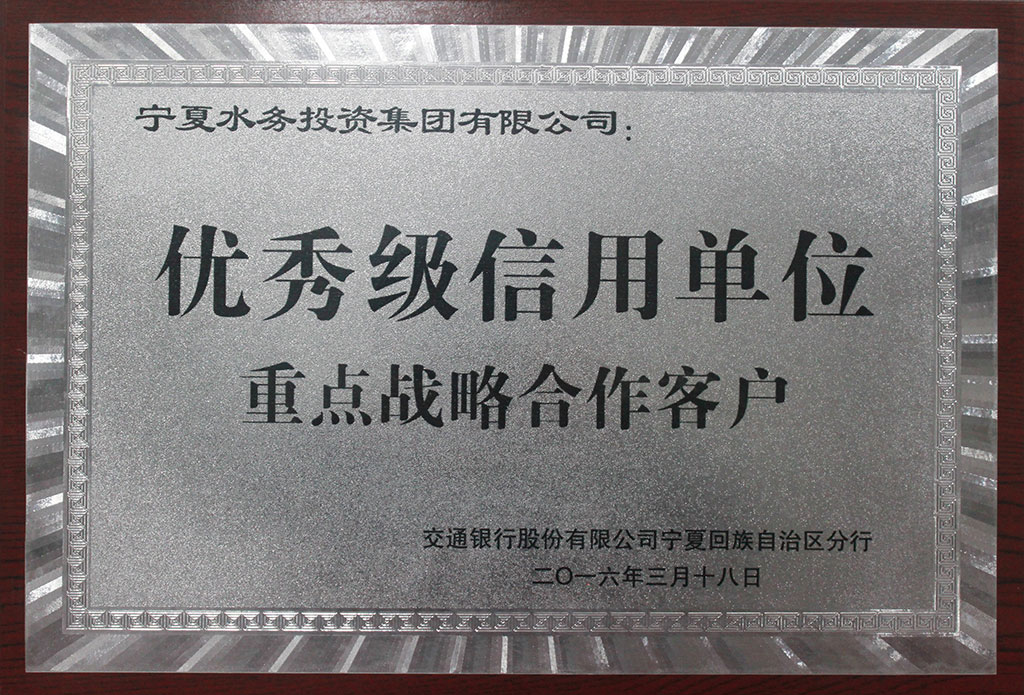 宁夏水务投资集团有限公司：
优秀级信用单位
重点战略合作客户
交通银行股份有限公司宁夏回族自治区分行
二〇一六年三月十八日